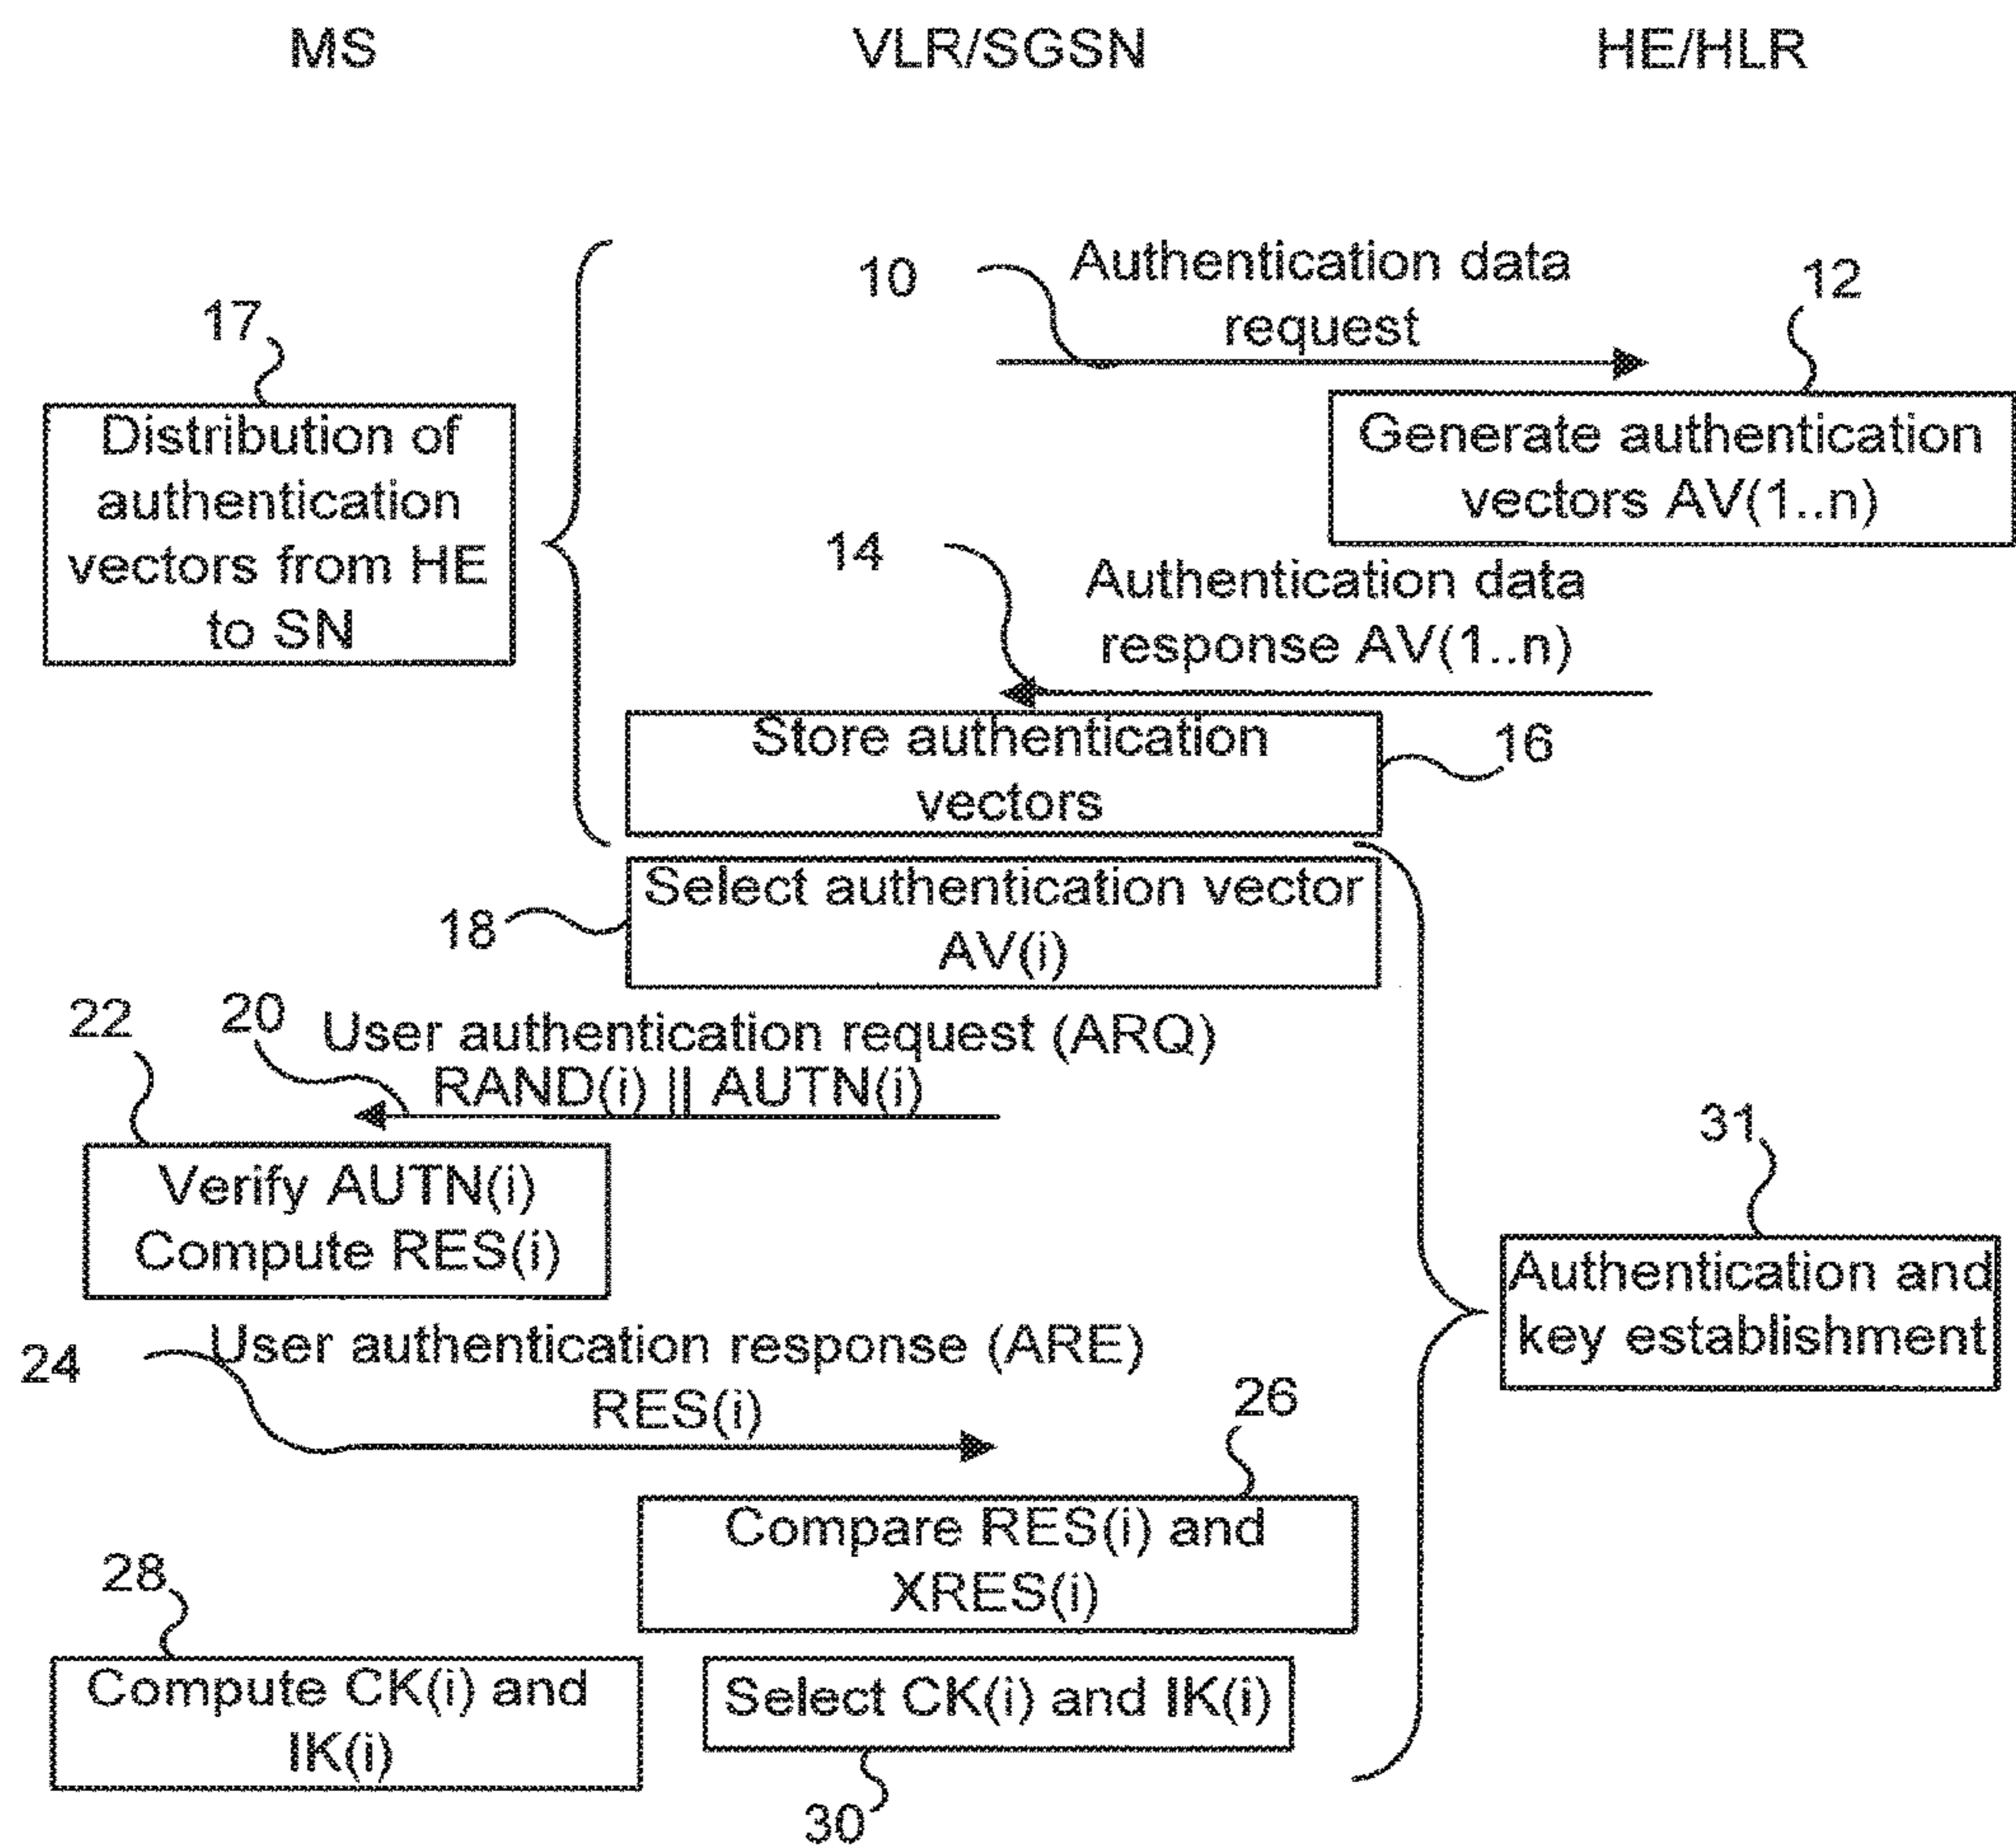 MS
VLR/SGSN
HE/HLR
10
Authentication data
request
12
17
Distribution of
authentication
vectors from HE
to SN
Generate authentication
vectors AV(1..n)
14
Authentication data
response AV(1..n)
Store authentication
vectors
16
18
Select authentication vector
AV(i)
22
20
User authentication request (ARQ)
RAND(i) || AUTN(i)
Verify AUTN(i)
Compute RES(i)
31
Authentication and
key establishment
24
User authentication response (ARE)
RES(i)
26
Compare RES(i) and
XRES(i)
28
Compute CK(i) and
IK(i)
Select CK(i) and IK(i)
30